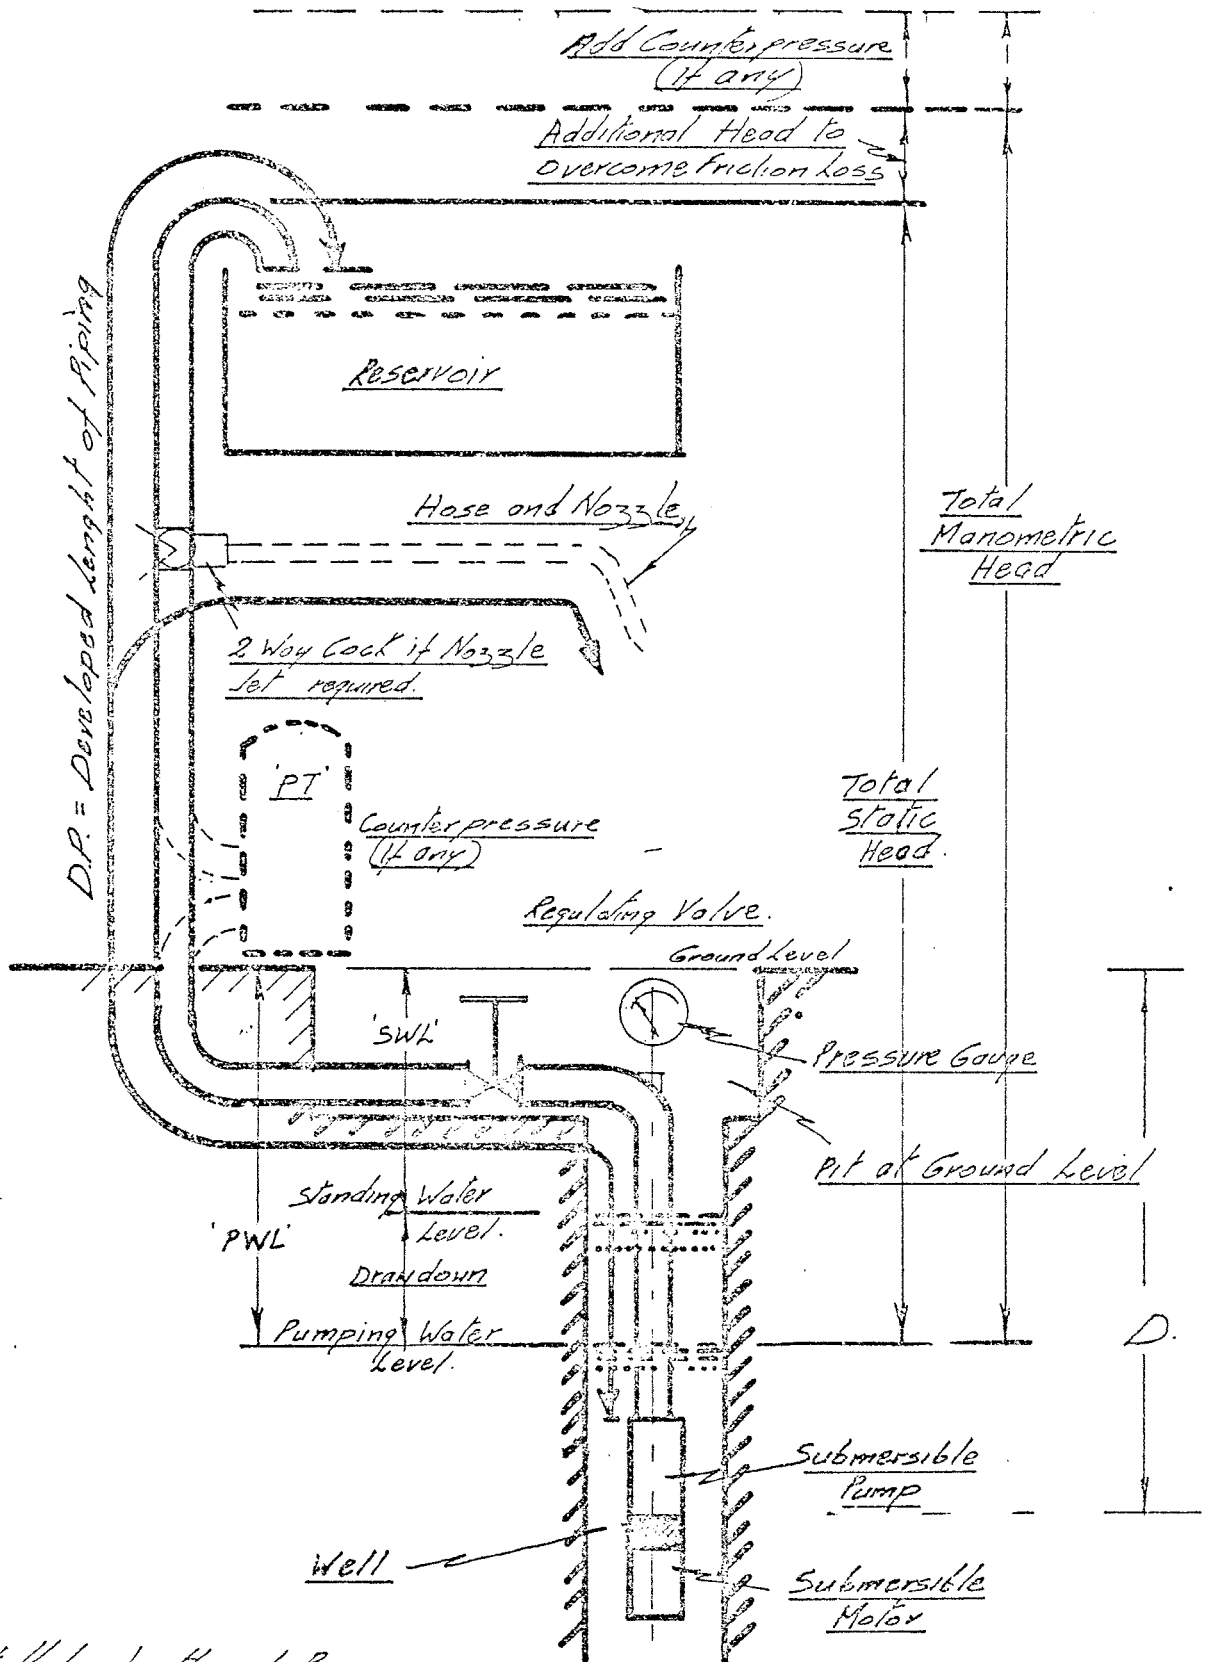 Add Counterpressure
(if any)
Additional Head to
Overcome Friction Loss
D.P. = Developed Lenght of Piping
Reservoir
Hose and Nozzle
Total
Manometric
Head
2 Way Cock if Nozzle
Jet required.
'PT'
Counterpressure
(if any)
Total
Static
Head.
Regulating Valve.
Ground Level
'SWL'
Pressure Gauge
Pit at Ground Level
Standing Water
Level.
'PWL'
Drawdown
Pumping Water
Level.
D.
Submersible
Pump
Well
Submersible
Motor